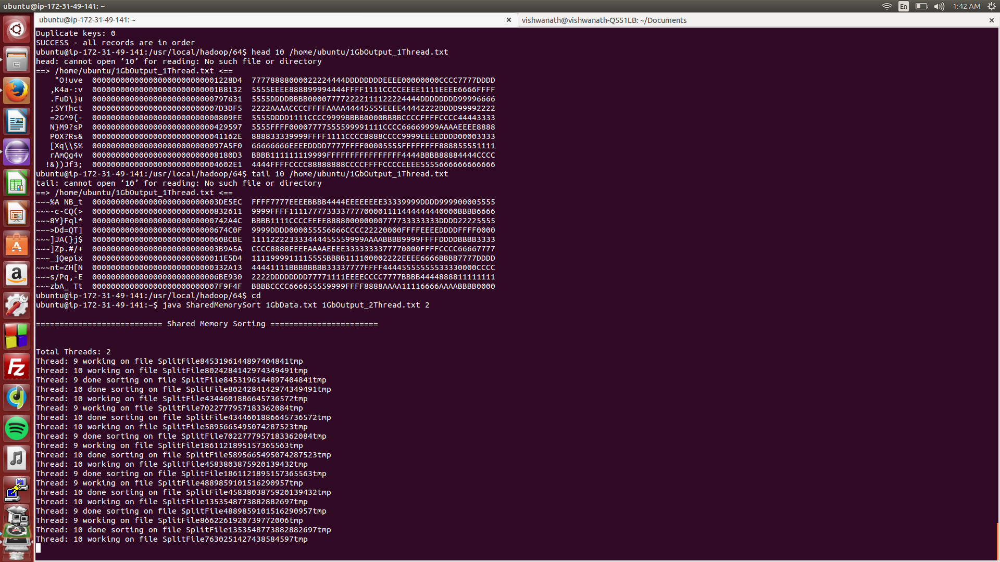 ubuntu@ip-172-31-49-141: ~
En
1:42 AM
ubuntu@ip-172-31-49-141: ~ ×
vishwanath@vishwanath-Q551LB: ~/Documents ×
Duplicate keys: 0
SUCCESS - all records are in order
ubuntu@ip-172-31-49-141:/usr/local/hadoop/64$ head 10 /home/ubuntu/1GbOutput_1Thread.txt
head: cannot open ‘10’ for reading: No such file or directory
==> /home/ubuntu/1GbOutput_1Thread.txt <==
    "O!uve  000000000000000000000000001228D4  77778888000022224444DDDDDDDDEEEE00000000CCCC7777DDDD
   ,K4a-:v  000000000000000000000000001B8132  5555EEEE888899994444FFFF1111CCCCEEEE1111EEEE6666FFFF
   .FuD\}u  00000000000000000000000000797631  5555DDDDBBBB000077772222111122224444DDDDDDDD99996666
   ;5YThct  000000000000000000000000007D3DF5  2222AAAACCCCFFFFAAAA44445555EEEE44442222DDDD99992222
   =2G^9{-  00000000000000000000000000809EE  5555DDDD1111CCCC9999BBBB0000BBBBCCCCFFFFCCCC44443333
   N}M9?sP  00000000000000000000000000429597  5555FFFF00007777555599991111CCCC66669999AAAAEEEE8888
   P0X?Rs&  0000000000000000000000000041162E  888833339999FFFF1111CCCC8888CCCC9999EEEEDDDD00003333
   [Xq\\$%  0000000000000000000000000097A5F0  66666666EEEEDDDD7777FFFF00005555FFFFFFFF888855551111
   rAmQg4v  000000000000000000000000008180D3  BBBB111111119999FFFFFFFFFFFFFFFF4444BBBB88884444CCCC
  !&))Jf3;  000000000000000000000000004602E1  4444FFFFCCCC88888888CCCCFFFFCCCCEEEE5555666666666666
ubuntu@ip-172-31-49-141:/usr/local/hadoop/64$ tail 10 /home/ubuntu/1GbOutput_1Thread.txt
tail: cannot open ‘10’ for reading: No such file or directory
==> /home/ubuntu/1GbOutput_1Thread.txt <==
~~~%A NB_t  000000000000000000000000003DE5EC  FFFF7777EEEEBBBB4444EEEEEEEE33339999DDDD999900005555
~~~-c-CQ(>  00000000000000000000000000832611  9999FFFF111177773333777700001111444444440000BBBB6666
~~~8Y}Fql*  00000000000000000000000000742A4C  BBBB1111CCCCEEEE888800000000777733333333DDDD22225555
~~~>Dd=QT]  00000000000000000000000000674C0F  9999DDDD000055556666CCCC22220000FFFFEEEEDDDDFFFF0000
~~~]JA(}j$  0000000000000000000000000060BCBE  111122223333444455559999AAAABBBB9999FFFFDDDDBBBB3333
~~~]Zp.#/+  000000000000000000000000003B9A5A  CCCC8888EEEEAAAAEEEE3333333377770000FFFFCCCC66667777
~~~_jQepix  0000000000000000000000000011E5D4  1111999911115555BBBB111100002222EEEE6666BBBB7777DDDD
~~~nt=ZH[N  00000000000000000000000000332A13  44441111BBBBBBBB33337777FFFF44445555555533330000CCCC
~~~s/Pq,-E  000000000000000000000000006BE930  2222DDDDDDDD77771111EEEECCCC7777BBBB4444888811111111
~~~zbA_ Tt  000000000000000000000000007F9F4F  BBBBCCCC666655559999FFFF8888AAAA11116666AAAABBBB0000
ubuntu@ip-172-31-49-141:/usr/local/hadoop/64$ cd
ubuntu@ip-172-31-49-141:~$ java SharedMemorySort 1GbData.txt 1GbOutput_2Thread.txt 2
=========================== Shared Memory Sorting =======================
Total Threads: 2
Thread: 9 working on file SplitFile8453196144897404841tmp
Thread: 10 working on file SplitFile8024284142974349491tmp
Thread: 9 done sorting on file SplitFile8453196144897404841tmp
Thread: 10 done sorting on file SplitFile8024284142974349491tmp
Thread: 10 working on file SplitFile4344601886645736572tmp
Thread: 9 working on file SplitFile7022777957183362084tmp
Thread: 10 done sorting on file SplitFile4344601886645736572tmp
Thread: 10 working on file SplitFile5895665495074287523tmp
Thread: 9 done sorting on file SplitFile7022777957183362084tmp
Thread: 9 working on file SplitFile1861121895157365563tmp
Thread: 10 done sorting on file SplitFile5895665495074287523tmp
Thread: 10 working on file SplitFile4583803875920139432tmp
Thread: 9 done sorting on file SplitFile1861121895157365563tmp
Thread: 9 working on file SplitFile4889859101516290957tmp
Thread: 10 done sorting on file SplitFile4583803875920139432tmp
Thread: 10 working on file SplitFile1353548773882882697tmp
Thread: 9 done sorting on file SplitFile4889859101516290957tmp
Thread: 9 working on file SplitFile8662261920739772006tmp
Thread: 10 done sorting on file SplitFile1353548773882882697tmp
Thread: 10 working on file SplitFile7630251427438584597tmp